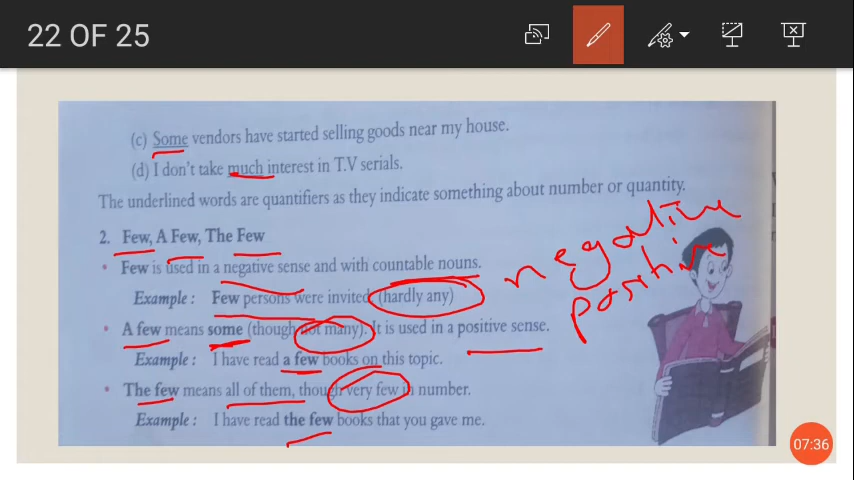 22 OF 25
(c) Some vendors have started selling goods near my house.
(d) I don't take much interest in T.V serials.
The underlined words are quantifiers as they indicate something about number or quantity.
2. Few, A Few, The Few
• Few is used in a negative sense and with countable nouns.
Example : Few persons were invited (hardly any)
negative
positive
• A few means some (though not many). It is used in a positive sense.
Example : I have read a few books on this topic.
• The few means all of them, though very few in number.
Example : I have read the few books that you gave me.
07:36